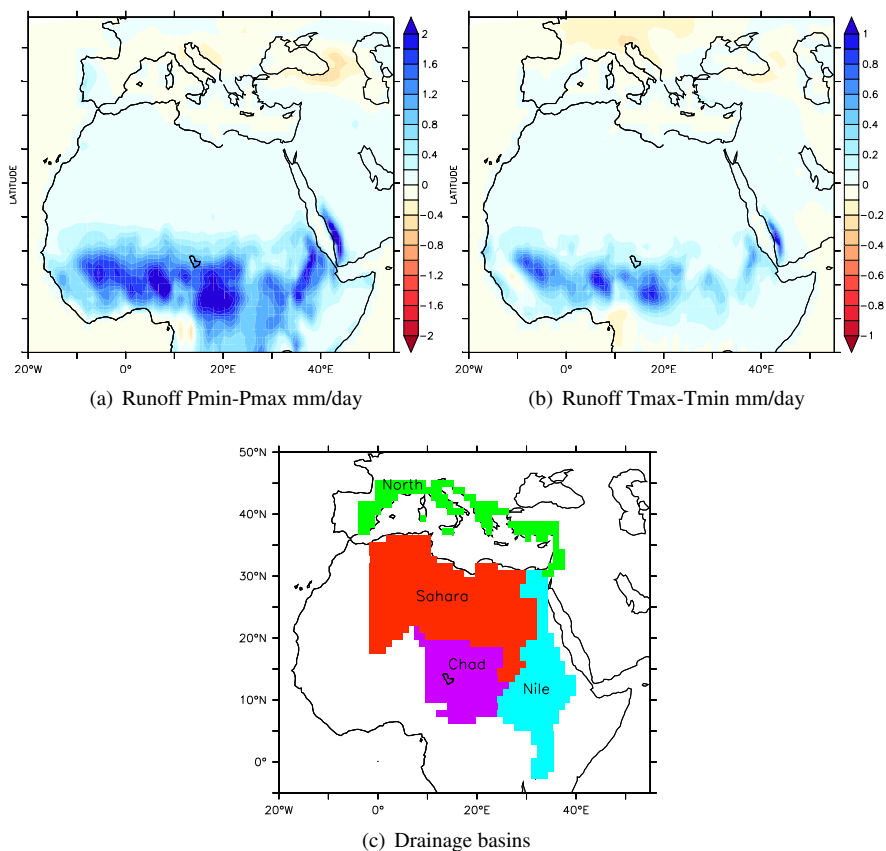 LATITUDE
2
1.6
1.2
0.8
0.4
0
−0.4
−0.8
−1.2
−1.6
−2
20°W
0°
20°E
40°E
(a) Runoff Pmin-Pmax mm/day
LATITUDE
1
0.8
0.6
0.4
0.2
0
−0.2
−0.4
−0.6
−0.8
−1
20°W
0°
20°E
40°E
(b) Runoff Tmax-Tmin mm/day
50°N
40°N
30°N
20°N
10°N
0°
North
Sahara
Chad
Nile
20°W
0°
20°E
40°E
(c) Drainage basins